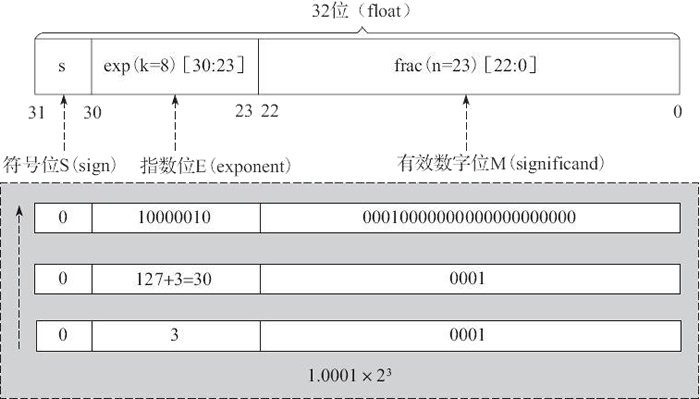 32位（float）
s exp(k=8)[30:23] frac(n=23)[22:0]
31 30 23 22 0
符号位S(sign) 指数位E(exponent) 有效数字位M(significand)
0 10000010 00010000000000000000000
0 127+3=30 0001
0 3 0001
1.0001 × 2³